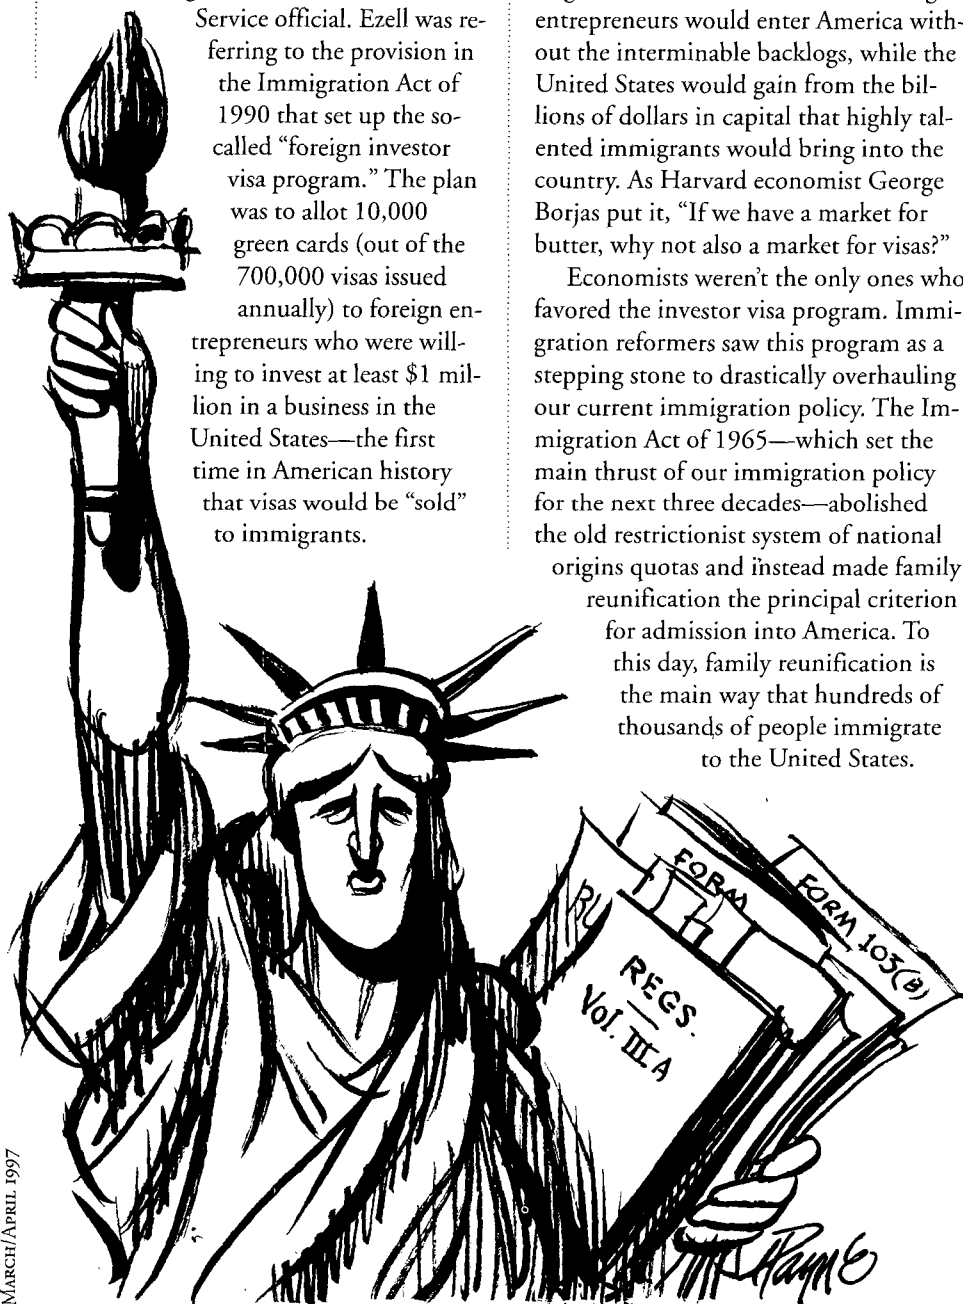 Service official. Ezell was re-
ferring to the provision in
the Immigration Act of
1990 that set up the so-
called “foreign investor
visa program.” The plan
was to allot 10,000
green cards (out of the
700,000 visas issued
annually) to foreign en-
trepreneurs who were will-
ing to invest at least $1 mil-
lion in a business in the
United States—the first
time in American history
that visas would be “sold”
to immigrants.
entrepreneurs would enter America with-
out the interminable backlogs, while the
United States would gain from the bil-
lions of dollars in capital that highly tal-
ented immigrants would bring into the
country. As Harvard economist George
Borjas put it, “If we have a market for
butter, why not also a market for visas?”
Economists weren’t the only ones who
favored the investor visa program. Immi-
gration reformers saw this program as a
stepping stone to drastically overhauling
our current immigration policy. The Im-
migration Act of 1965—which set the
main thrust of our immigration policy
for the next three decades—abolished
the old restrictionist system of national
origins quotas and instead made family
reunification the principal criterion
for admission into America. To
this day, family reunification is
the main way that hundreds of
thousands of people immigrate
to the United States.
FORM
FORM 103(B)
RU
REGS.
Vol. III A
Payne
MARCH/APRIL 1997